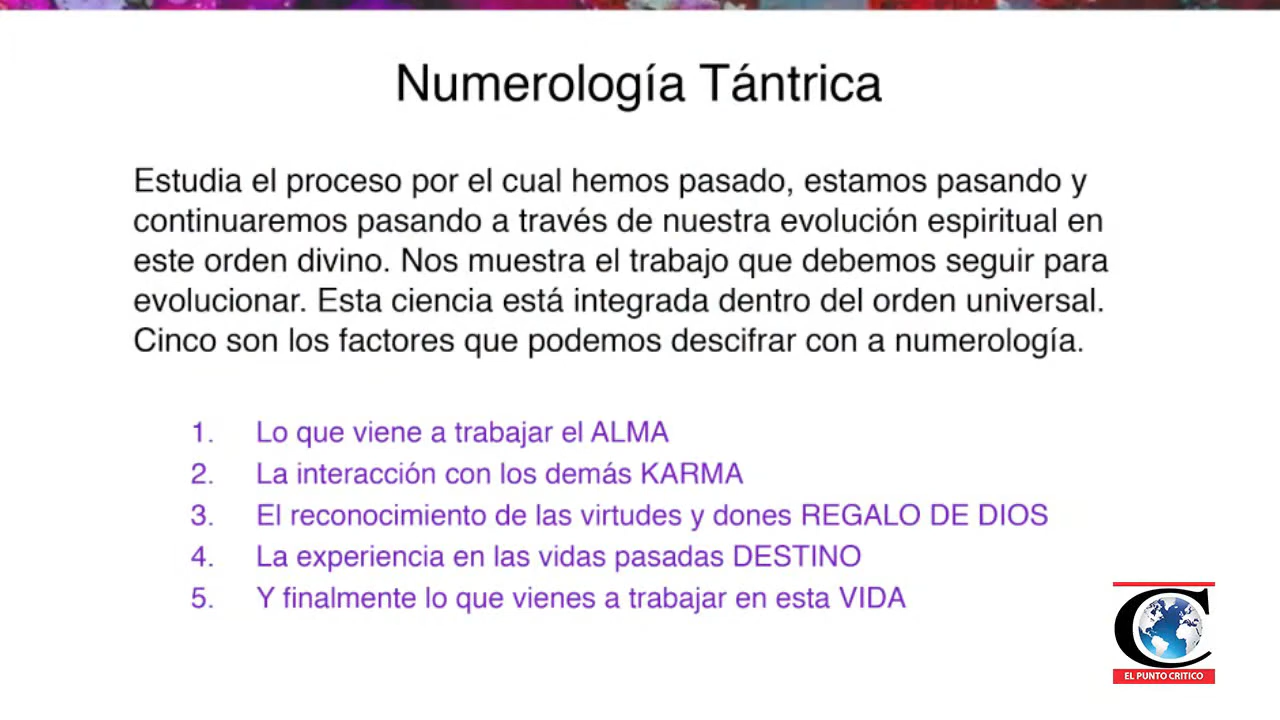 Numerología Tántrica
Estudia el proceso por el cual hemos pasado, estamos pasando y
continuaremos pasando a través de nuestra evolución espiritual en
este orden divino. Nos muestra el trabajo que debemos seguir para
evolucionar. Esta ciencia está integrada dentro del orden universal.
Cinco son los factores que podemos descifrar con a numerología.
1. Lo que viene a trabajar el ALMA
2. La interacción con los demás KARMA
3. El reconocimiento de las virtudes y dones REGALO DE DIOS
4. La experiencia en las vidas pasadas DESTINO
5. Y finalmente lo que vienes a trabajar en esta VIDA
C
EL PUNTO CRITICO